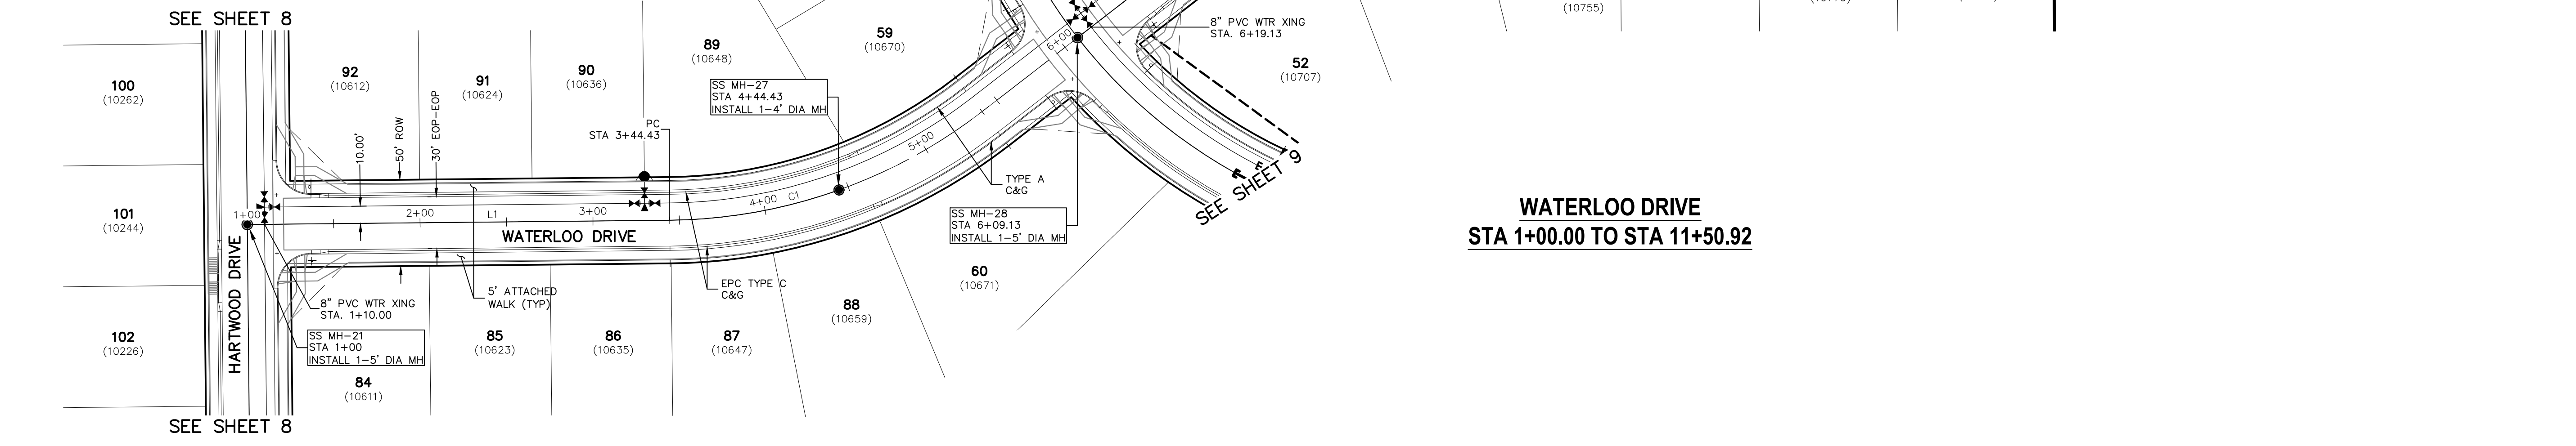 SEE SHEET 8
100
(10262)
101
(10244)
102
(10226)
HARTWOOD DRIVE
SEE SHEET 8
92
(10612)
91
(10624)
90
(10636)
89
(10648)
59
(10670)
52
(10707)
(10755)
8" PVC WTR XING
STA. 6+19.13
SS MH-27
STA 4+44.43
INSTALL 1-4' DIA MH
PC
STA 3+44.43
10.00'
50' ROW
30' EOP-EOP
1+00
2+00
L1
3+00
4+00
C1
5+00
6+00
WATERLOO DRIVE
TYPE A
C&G
SS MH-28
STA 6+09.13
INSTALL 1-5' DIA MH
SEE SHEET 9
60
(10671)
EPC TYPE C
C&G
5' ATTACHED
WALK (TYP)
8" PVC WTR XING
STA. 1+10.00
SS MH-21
STA 1+00
INSTALL 1-5' DIA MH
84
(10611)
85
(10623)
86
(10635)
87
(10647)
88
(10659)
WATERLOO DRIVE
STA 1+00.00 TO STA 11+50.92